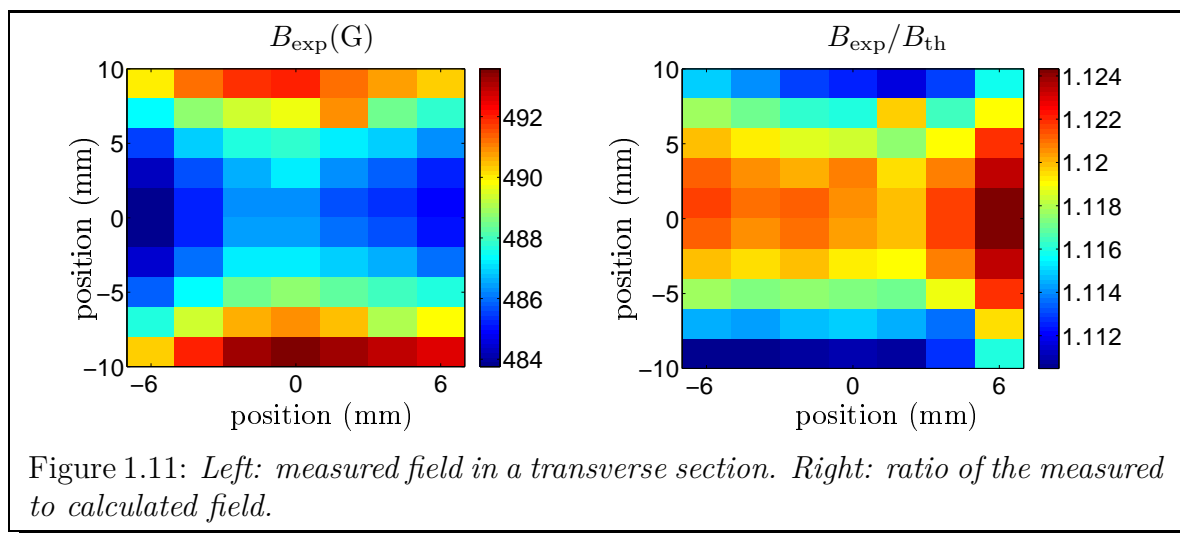 B_exp(G)
10
5
0
−5
−10
position (mm)
−6 0 6
position (mm)
492
490
488
486
484
B_exp/B_th
10
5
0
−5
−10
position (mm)
−6 0 6
position (mm)
1.124
1.122
1.12
1.118
1.116
1.114
1.112
Figure 1.11: Left: measured field in a transverse section. Right: ratio of the measured
to calculated field.